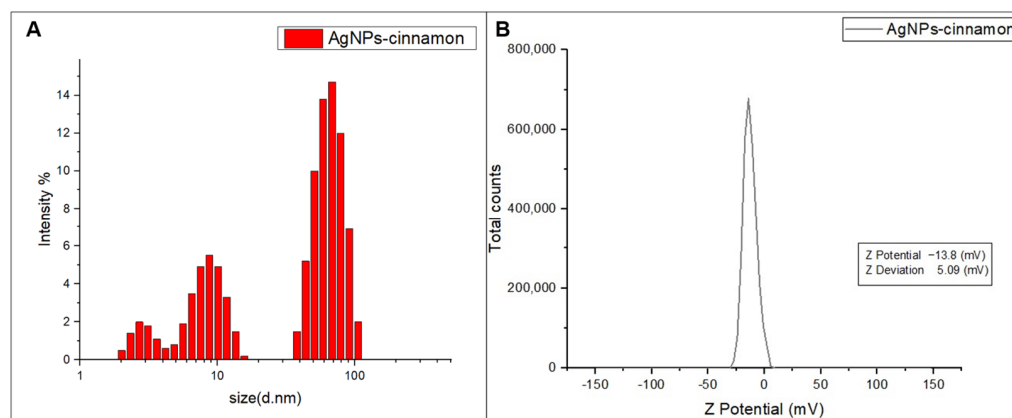 A
AgNPs-cinnamon
14
12
10
8
6
4
2
0
Intensity %
1
10
100
size(d.nm)
B
AgNPs-cinnamon
800,000
600,000
400,000
200,000
0
Total counts
Z Potential −13.8 (mV)
Z Deviation 5.09 (mV)
-150 -100 -50 0 50 100 150
Z Potential (mV)